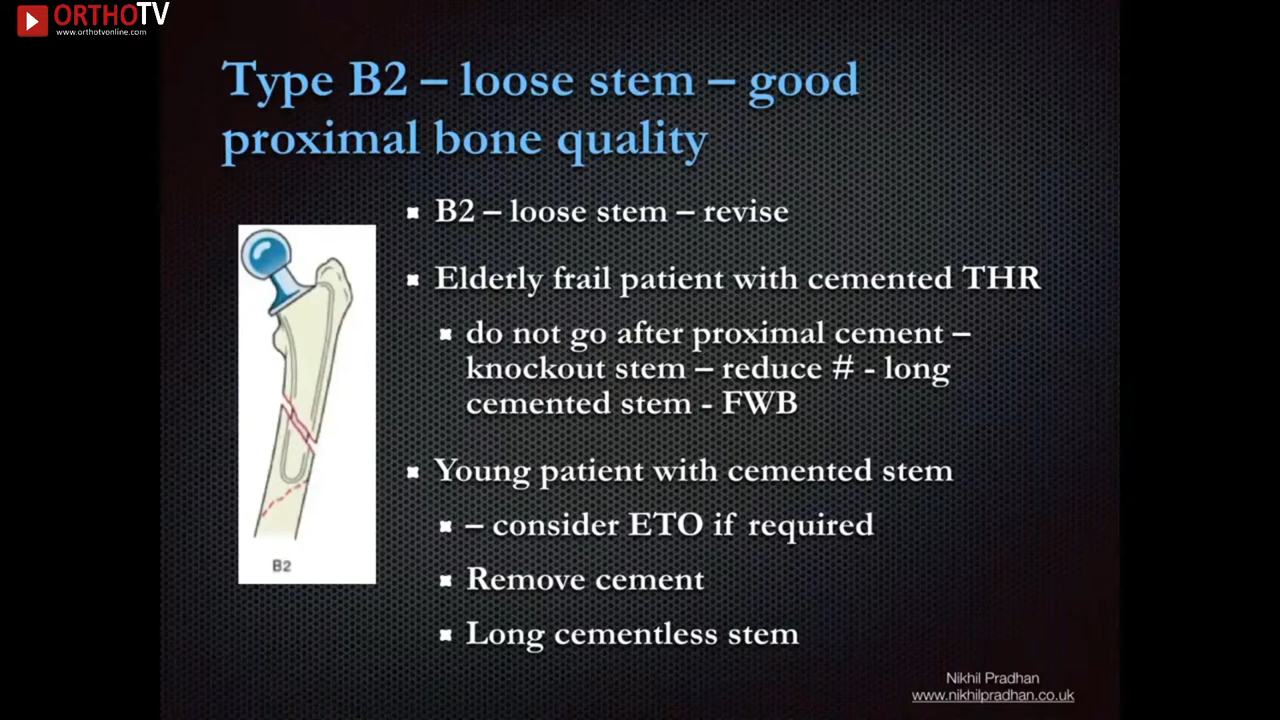 ORTHOTV
www.orthotvonline.com
Type B2 – loose stem – good
proximal bone quality
B2 – loose stem – revise
Elderly frail patient with cemented THR
do not go after proximal cement –
knockout stem – reduce # - long
cemented stem - FWB
Young patient with cemented stem
– consider ETO if required
Remove cement
Long cementless stem
B2
Nikhil Pradhan
www.nikhilpradhan.co.uk